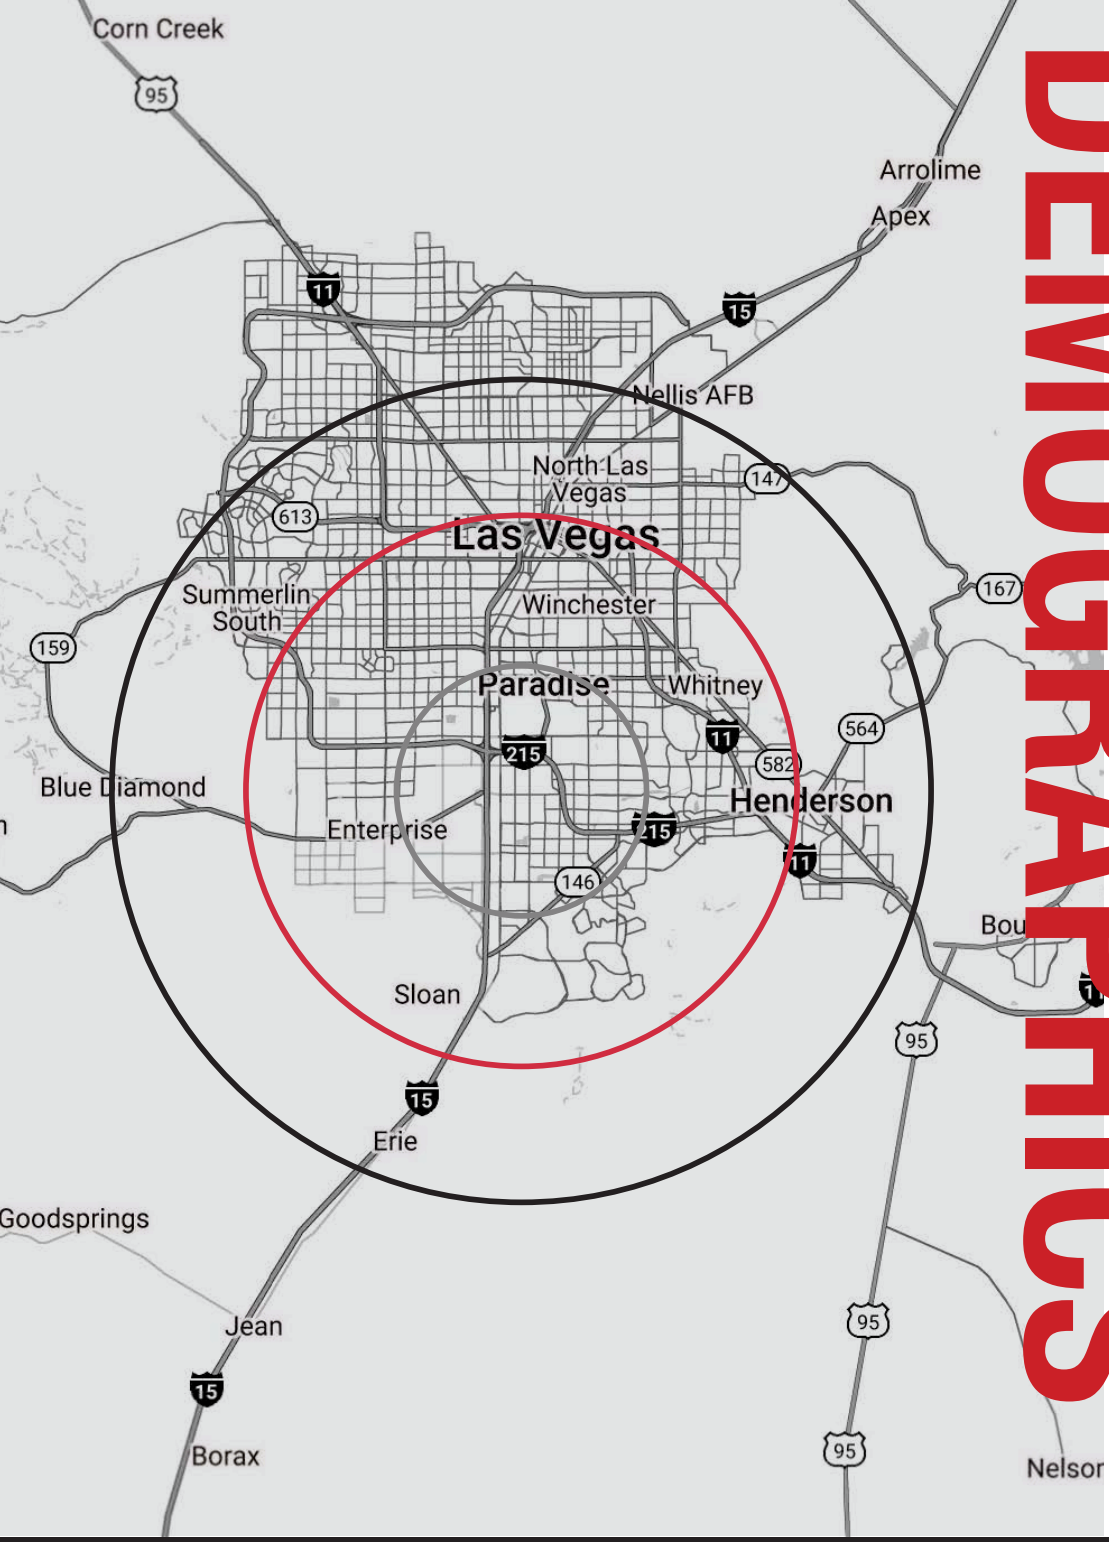 Corn Creek
95
Arrolime
Apex
11
15
Nellis AFB
North Las
Vegas
147
613
Las Vegas
167
Summerlin
South
Winchester
159
Paradise
Whitney
564
11
215
582
Blue Diamond
Henderson
Enterprise
215
11
146
Sloan
95
15
Erie
Goodsprings
Jean
95
15
95
Borax
DEMOGRAPHICS